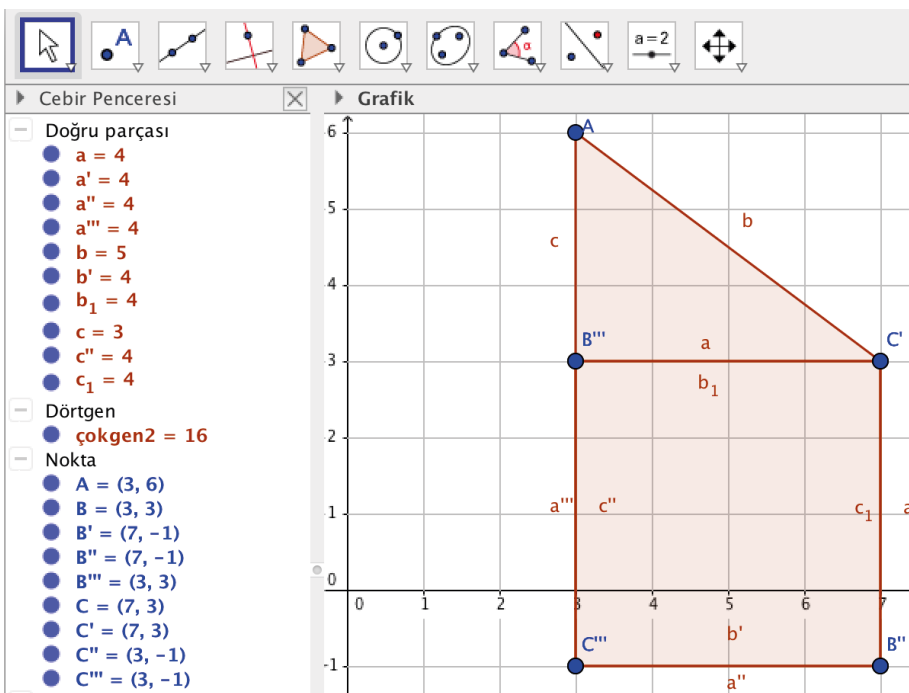 A
α
a = 2
Cebir Penceresi
Grafik
Doğru parçası
a = 4
a' = 4
a'' = 4
a''' = 4
b = 5
b' = 4
b₁ = 4
c = 3
c'' = 4
c₁ = 4
Dörtgen
çokgen2 = 16
Nokta
A = (3, 6)
B = (3, 3)
B' = (7, −1)
B'' = (7, −1)
B''' = (3, 3)
C = (7, 3)
C' = (7, 3)
C'' = (3, −1)
C''' = (3, −1)
6
A
5
b
c
4
B'''
a
C'
3
b₁
2
a'''
c''
c₁
a
1
0
0
1
2
3
4
5
6
7
b'
C'''
B''
-1
a''